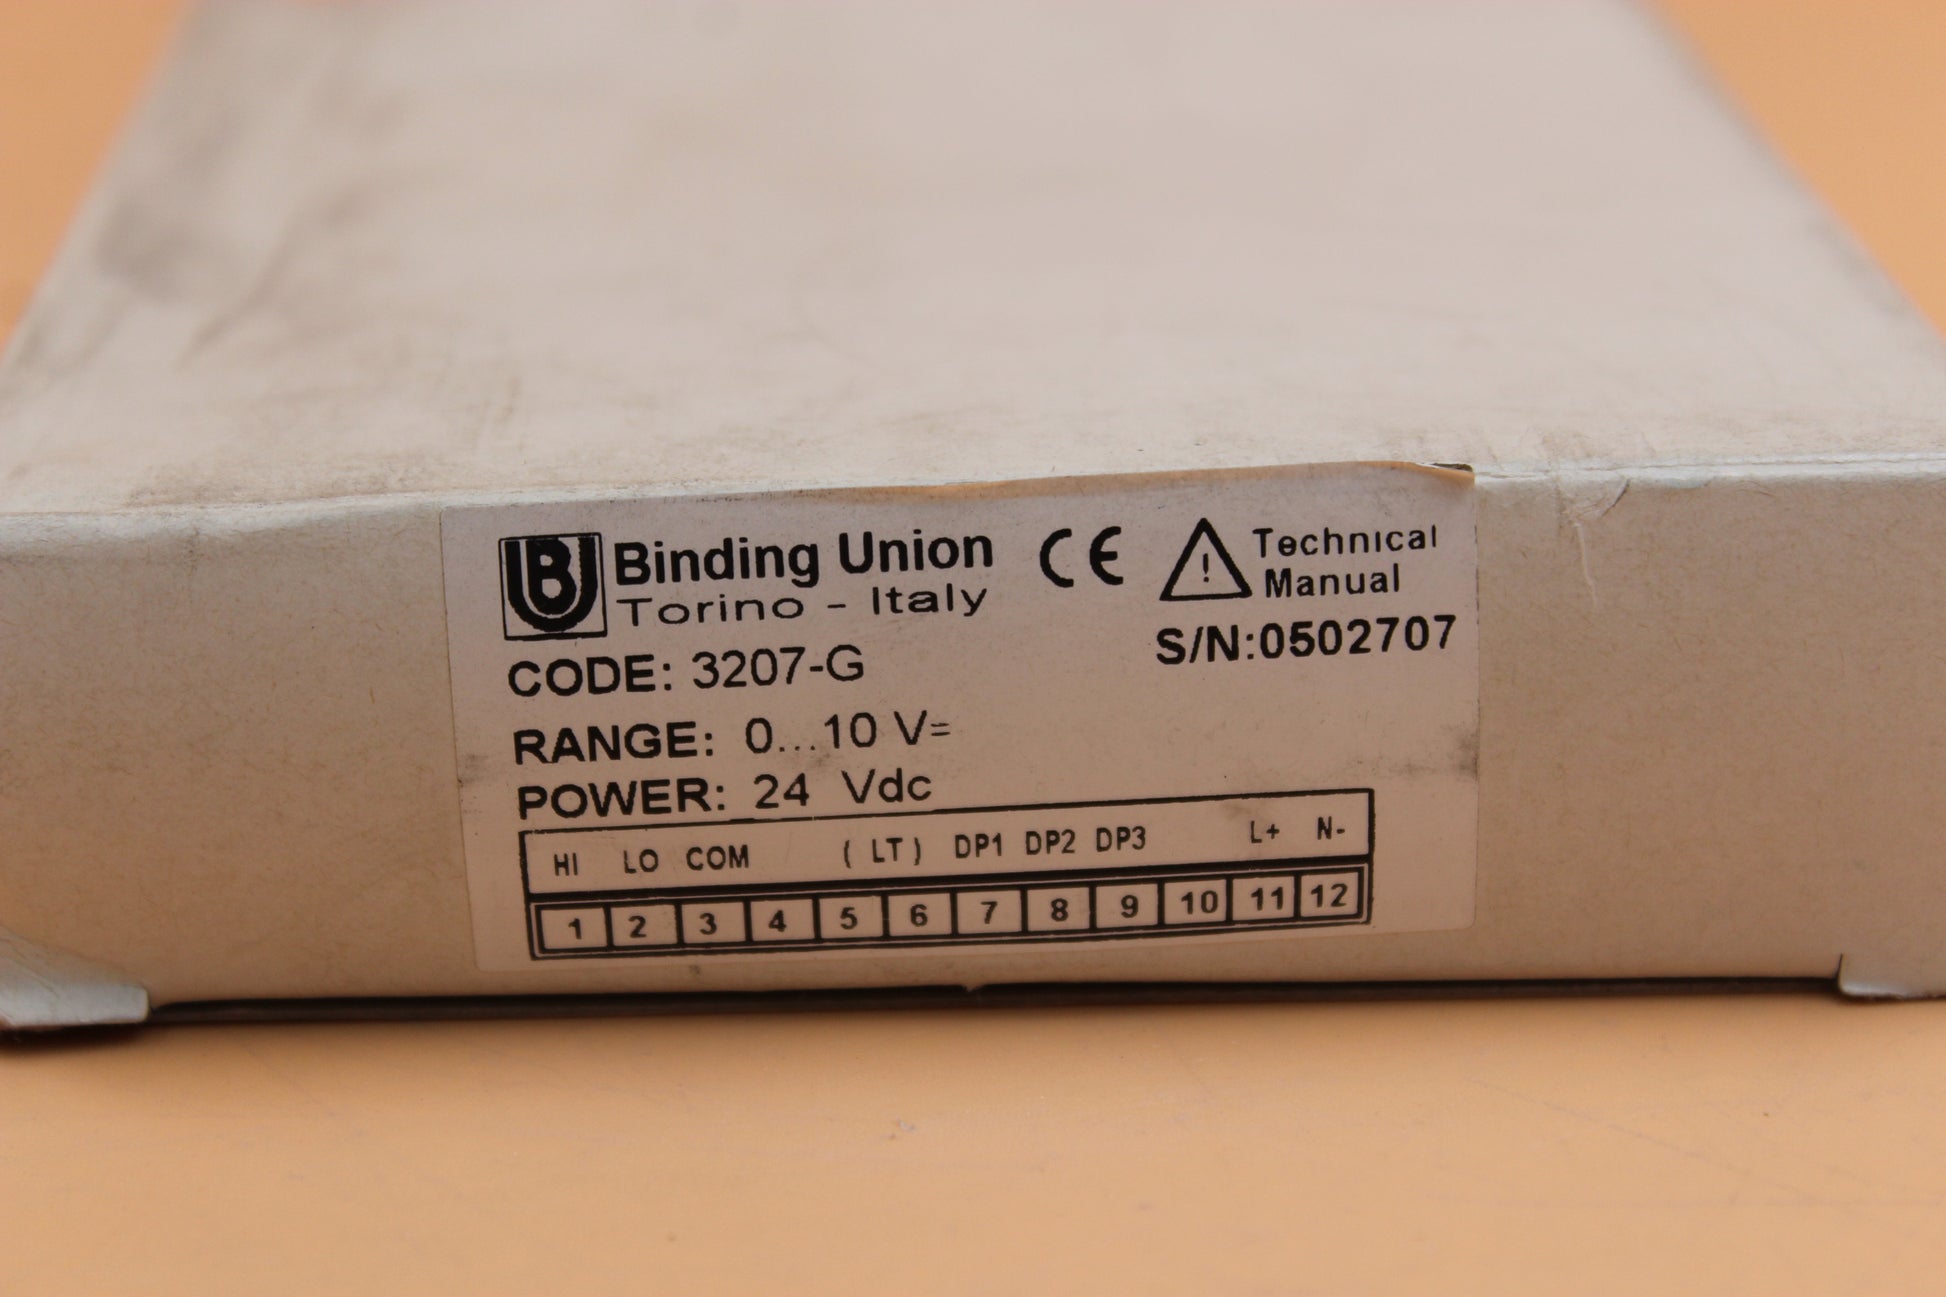 BU Binding Union CE ! Technical
Torino - Italy Manual
CODE: 3207-G S/N:0502707
RANGE: 0...10 V=
POWER: 24 Vdc
HI LO COM ( LT ) DP1 DP2 DP3 L+ N-
1 2 3 4 5 6 7 8 9 10 11 12